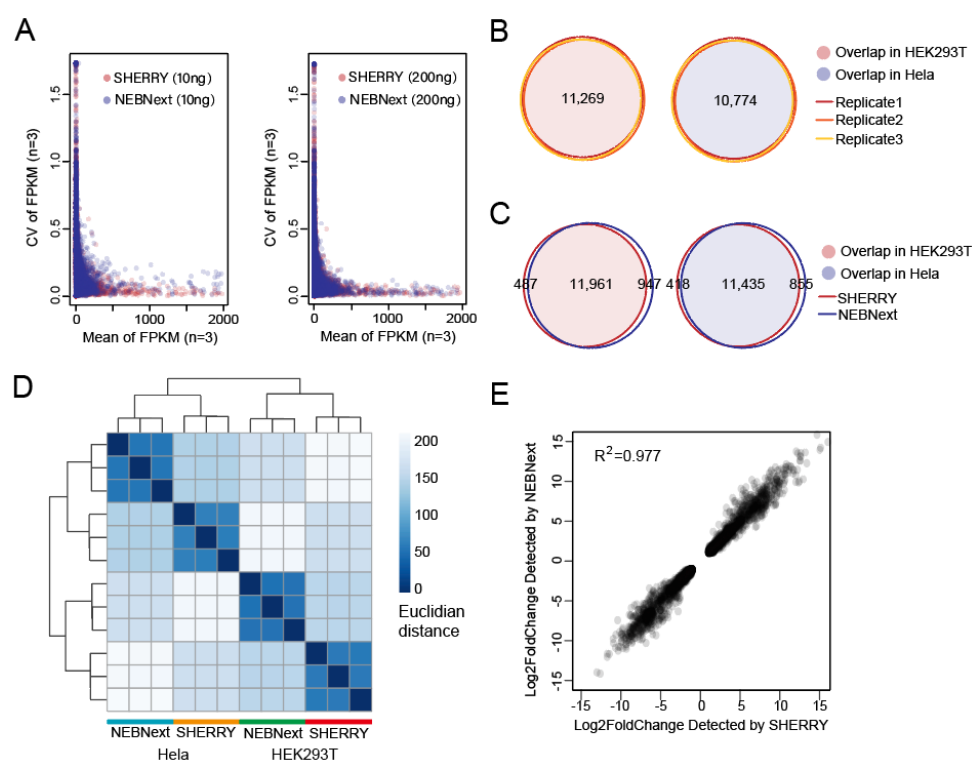 A
SHERRY (10ng)
NEBNext (10ng)
CV of FPKM (n=3)
0.0
0.5
1.0
1.5
0
1000
2000
Mean of FPKM (n=3)
SHERRY (200ng)
NEBNext (200ng)
CV of FPKM (n=3)
0.0
0.5
1.0
1.5
0
1000
2000
Mean of FPKM (n=3)
B
11,269
10,774
Overlap in HEK293T
Overlap in Hela
Replicate1
Replicate2
Replicate3
C
487
11,961
947
418
11,435
855
Overlap in HEK293T
Overlap in Hela
SHERRY
NEBNext
D
200
150
100
50
0
Euclidian
distance
NEBNext SHERRY NEBNext SHERRY
Hela HEK293T
E
R²=0.977
Log2FoldChange Detected by NEBNext
15
10
5
0
-5
-10
-15
-15 -10 -5 0 5 10 15
Log2FoldChange Detected by SHERRY